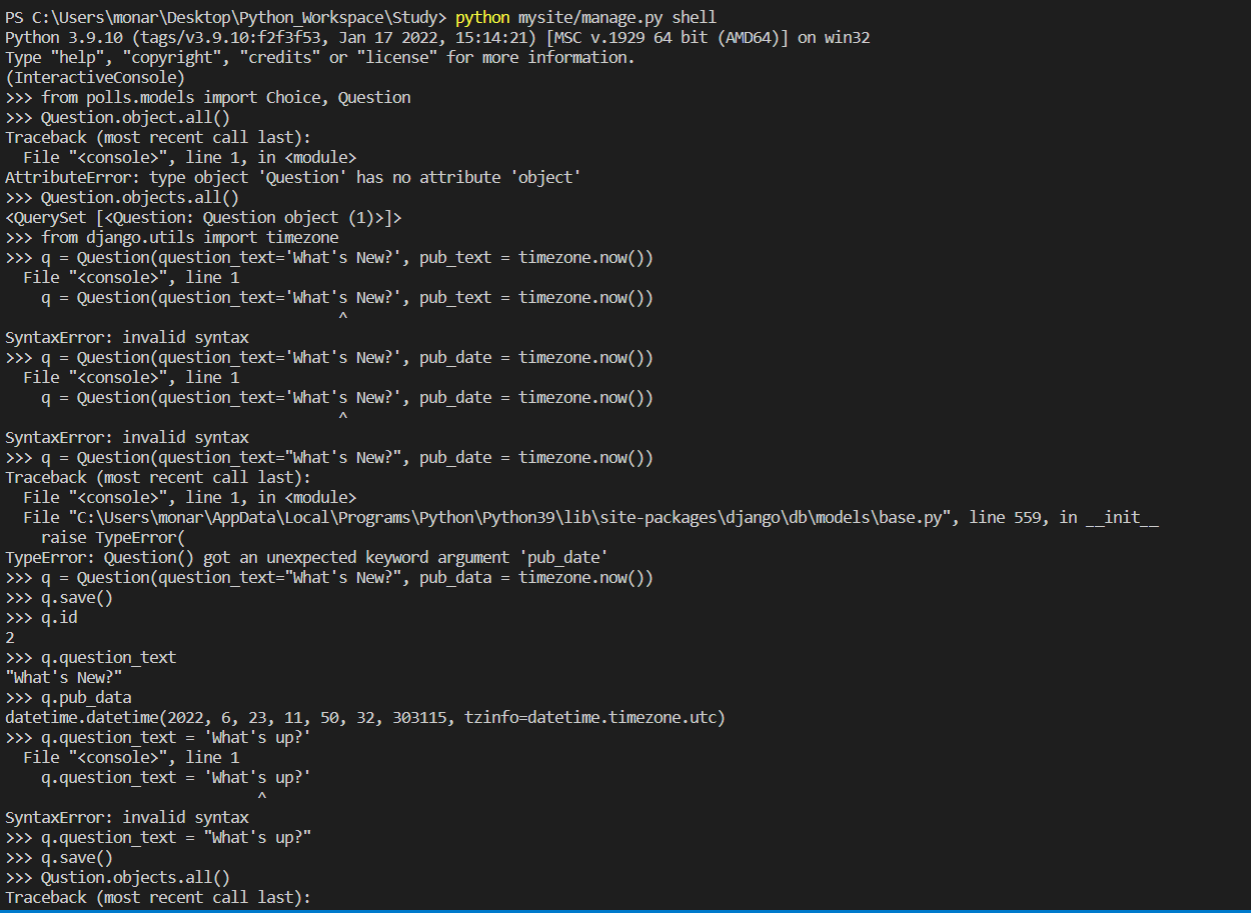 PS C:\Users\monar\Desktop\Python_Workspace\Study> python mysite/manage.py shell
Python 3.9.10 (tags/v3.9.10:f2f3f53, Jan 17 2022, 15:14:21) [MSC v.1929 64 bit (AMD64)] on win32
Type "help", "copyright", "credits" or "license" for more information.
(InteractiveConsole)
>>> from polls.models import Choice, Question
>>> Question.object.all()
Traceback (most recent call last):
  File "<console>", line 1, in <module>
AttributeError: type object 'Question' has no attribute 'object'
>>> Question.objects.all()
<QuerySet [<Question: Question object (1)>]>
>>> from django.utils import timezone
>>> q = Question(question_text='What's New?', pub_text = timezone.now())
  File "<console>", line 1
    q = Question(question_text='What's New?', pub_text = timezone.now())
                                     ^
SyntaxError: invalid syntax
>>> q = Question(question_text='What's New?', pub_date = timezone.now())
  File "<console>", line 1
    q = Question(question_text='What's New?', pub_date = timezone.now())
                                     ^
SyntaxError: invalid syntax
>>> q = Question(question_text="What's New?", pub_date = timezone.now())
Traceback (most recent call last):
  File "<console>", line 1, in <module>
  File "C:\Users\monar\AppData\Local\Programs\Python\Python39\lib\site-packages\django\db\models\base.py", line 559, in __init__
    raise TypeError(
TypeError: Question() got an unexpected keyword argument 'pub_date'
>>> q = Question(question_text="What's New?", pub_data = timezone.now())
>>> q.save()
>>> q.id
2
>>> q.question_text
"What's New?"
>>> q.pub_data
datetime.datetime(2022, 6, 23, 11, 50, 32, 303115, tzinfo=datetime.timezone.utc)
>>> q.question_text = 'What's up?'
  File "<console>", line 1
    q.question_text = 'What's up?'
                            ^
SyntaxError: invalid syntax
>>> q.question_text = "What's up?"
>>> q.save()
>>> Qustion.objects.all()
Traceback (most recent call last):